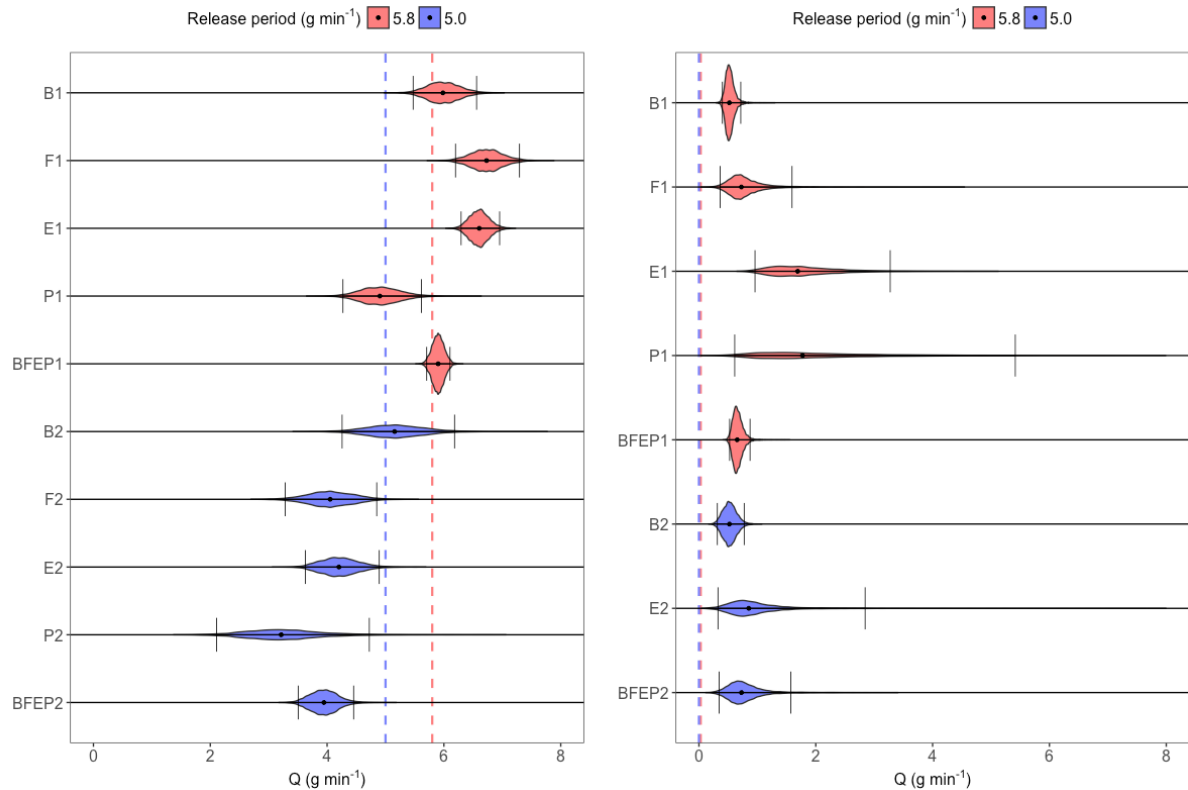 Release period (g min⁻¹) 5.8 5.0
B1
F1
E1
P1
BFEP1
B2
F2
E2
P2
BFEP2
0 2 4 6 8
Q (g min⁻¹)
Release period (g min⁻¹) 5.8 5.0
B1
F1
E1
P1
BFEP1
B2
E2
BFEP2
0 2 4 6 8
Q (g min⁻¹)